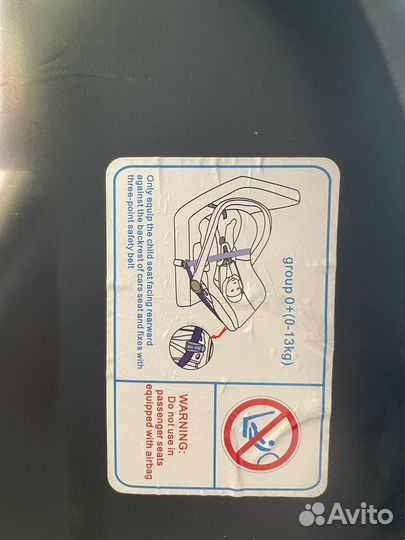 group 0+(0-13kg)
Only equip the child seat facing rearward
against the backrest of cars seat and fixes with
three-point safety belt
WARNING:
Do not use in
passenger seats
equipped with airbag
Avito